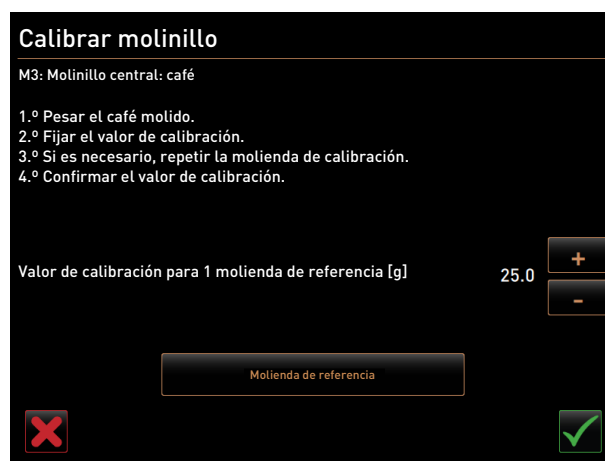 Calibrar molinillo
M3: Molinillo central: café
1.º Pesar el café molido.
2.º Fijar el valor de calibración.
3.º Si es necesario, repetir la molienda de calibración.
4.º Confirmar el valor de calibración.
+
Valor de calibración para 1 molienda de referencia [g] 25.0
-
Molienda de referencia